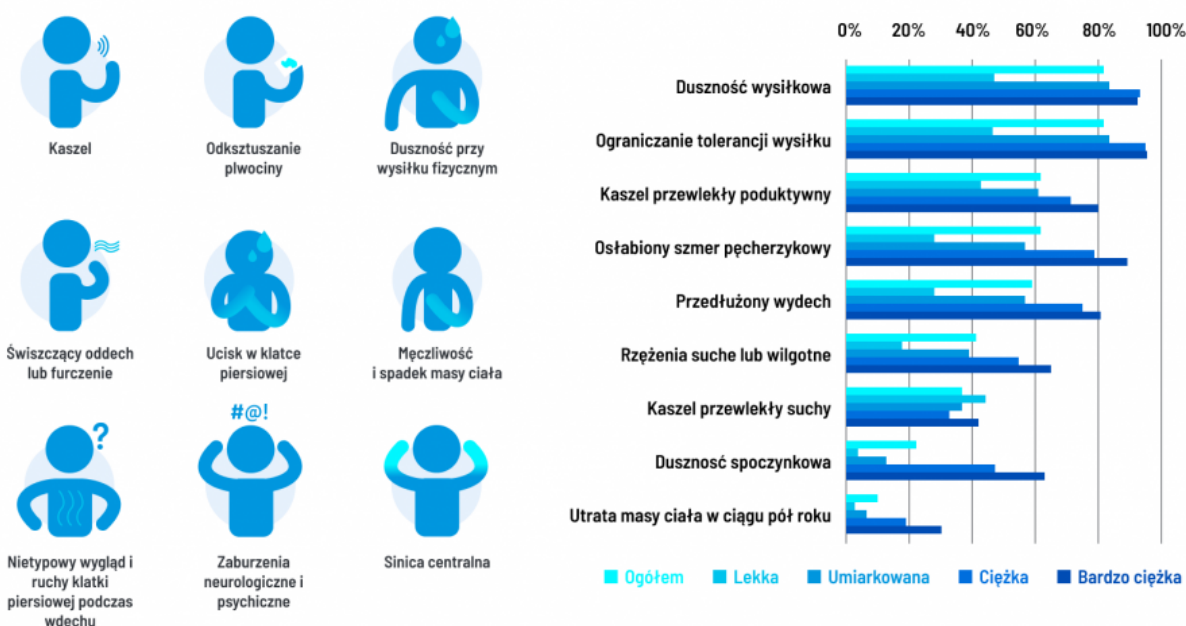 Kaszel
Odksztuszanie
plwociny
Duszność przy
wysiłku fizycznym
Świszczący oddech
lub furczenie
Ucisk w klatce
piersiowej
Męczliwość
i spadek masy ciała
?
Nietypowy wygląd i
ruchy klatki
piersiowej podczas
wdechu
#@!
Zaburzenia
neurologiczne i
psychiczne
Sinica centralna
0% 20% 40% 60% 80% 100%
Duszność wysiłkowa
Ograniczanie tolerancji wysiłku
Kaszel przewlekły poduktywny
Osłabiony szmer pęcherzykowy
Przedłużony wydech
Rzężenia suche lub wilgotne
Kaszel przewlekły suchy
Dusznosć spoczynkowa
Utrata masy ciała w ciągu pół roku
Ogółem Lekka Umiarkowana Ciężka Bardzo ciężka